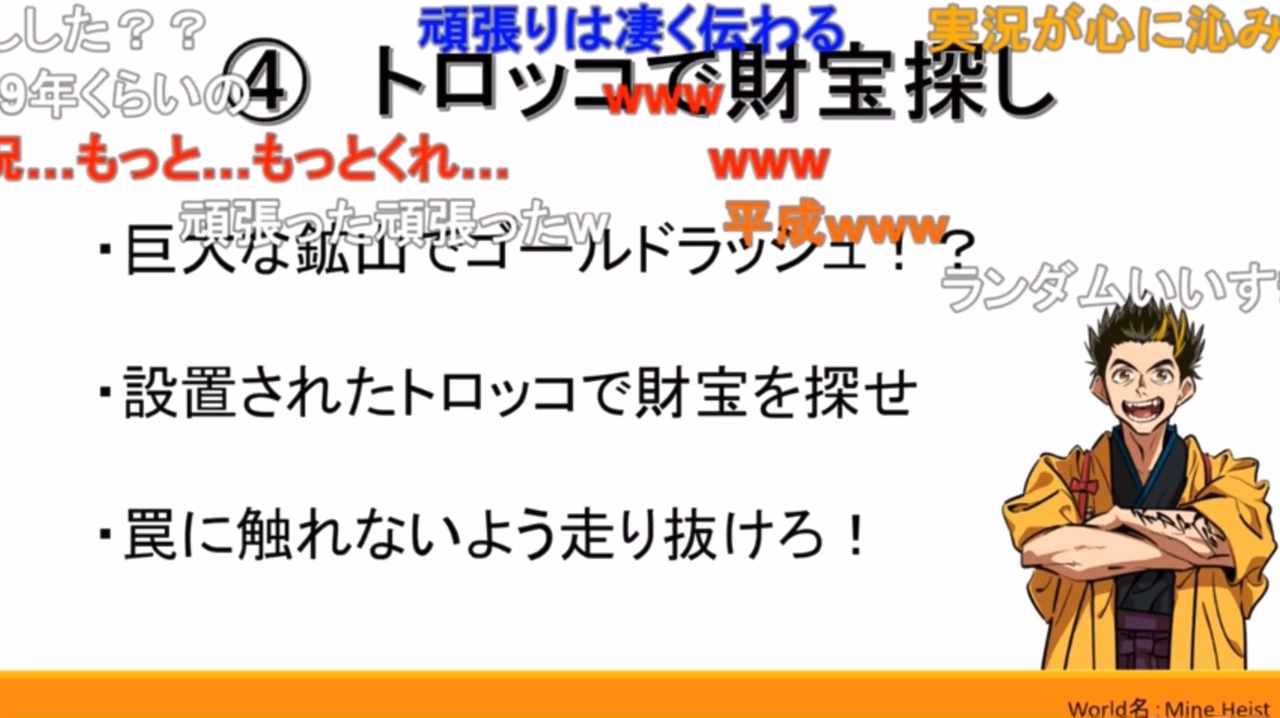 しした？？
頑張りは凄く伝わる
実況が心に沁み
④ トロッコで財宝探し
www
9年くらいの
況…もっと…もっとくれ…
www
頑張った頑張ったw
平成www
・巨大な鉱山でゴールドラッシュ！？
ランダムいいす
・設置されたトロッコで財宝を探せ
・罠に触れないよう走り抜けろ！
World名：Mine Heist